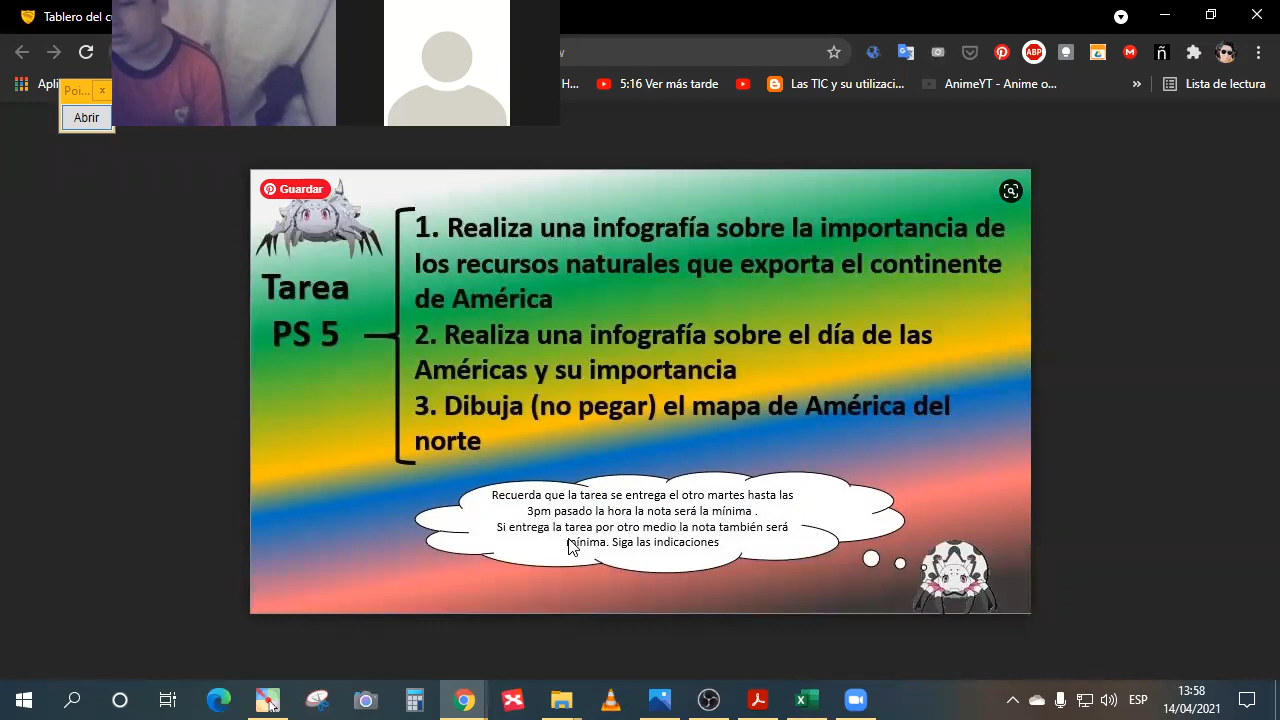 Tablero del c
w
Apli
H...
5:16 Ver más tarde
Las TIC y su utilizaci...
AnimeYT - Anime o...
»
Lista de lectura
ABP
ñ
Poi... x
Abrir
Guardar
Tarea
PS 5
1. Realiza una infografía sobre la importancia de
los recursos naturales que exporta el continente
de América
2. Realiza una infografía sobre el día de las
Américas y su importancia
3. Dibuja (no pegar) el mapa de América del
norte
Recuerda que la tarea se entrega el otro martes hasta las
3pm pasado la hora la nota será la mínima .
Si entrega la tarea por otro medio la nota también será
mínima. Siga las indicaciones
ESP
13:58
14/04/2021